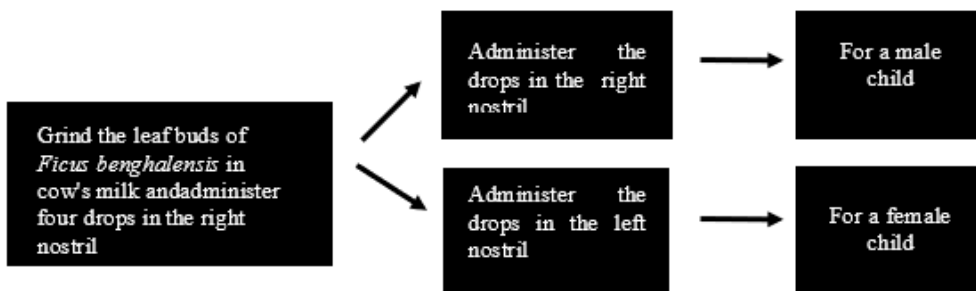 Grind the leaf buds of
Ficus benghalensis in
cow's milk andadminister
four drops in the right
nostril
Administer the
drops in the right
nostril
For a male
child
Administer the
drops in the left
nostril
For a female
child